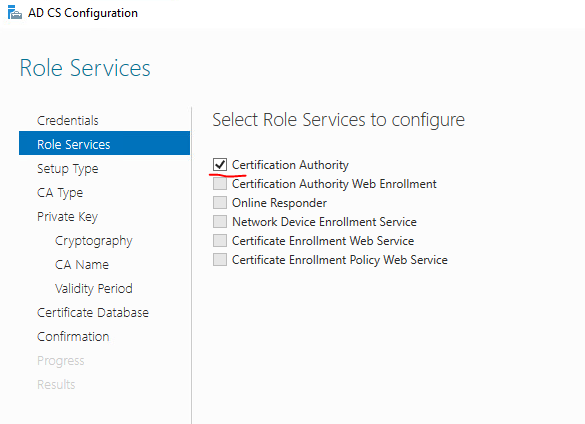 AD CS Configuration
Role Services
Credentials
Role Services
Setup Type
CA Type
Private Key
Cryptography
CA Name
Validity Period
Certificate Database
Confirmation
Progress
Results
Select Role Services to configure
Certification Authority
Certification Authority Web Enrollment
Online Responder
Network Device Enrollment Service
Certificate Enrollment Web Service
Certificate Enrollment Policy Web Service